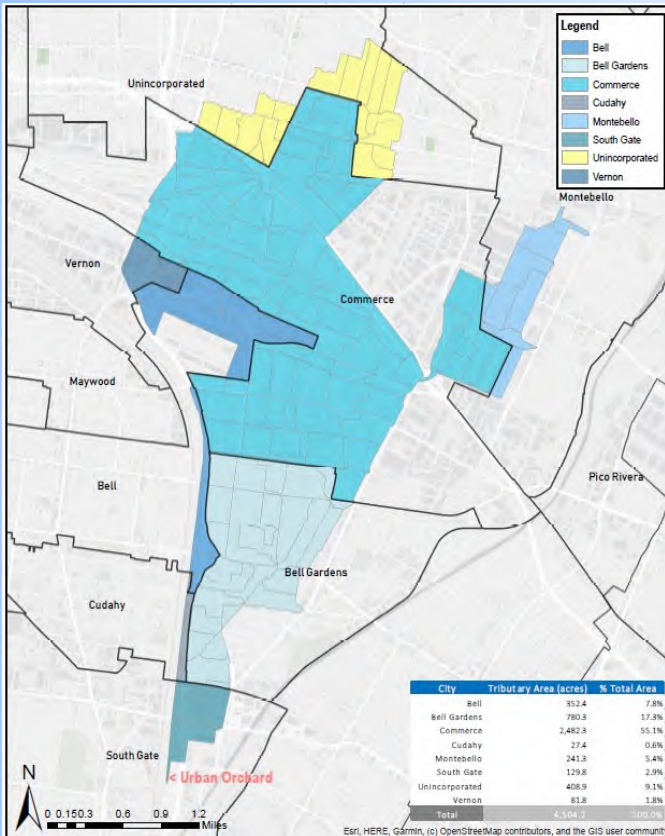 Legend
Bell
Bell Gardens
Commerce
Cudahy
Montebello
South Gate
Unincorporated
Vernon
Unincorporated
Montebello
Vernon
Commerce
Maywood
Bell
Pico Rivera
Bell Gardens
Cudahy
South Gate
< Urban Orchard
N
0 0.15 0.3 0.6 0.9 1.2
Miles
City Tributary Area (acres) % Total Area
Bell 352.4 7.8%
Bell Gardens 780.3 17.3%
Commerce 2,482.3 55.1%
Cudahy 27.4 0.6%
Montebello 241.3 5.4%
South Gate 129.8 2.9%
Unincorporated 408.9 9.1%
Vernon 81.8 1.8%
Total 4,504.2 100.0%
Esri, HERE, Garmin, (c) OpenStreetMap contributors, and the GIS user community